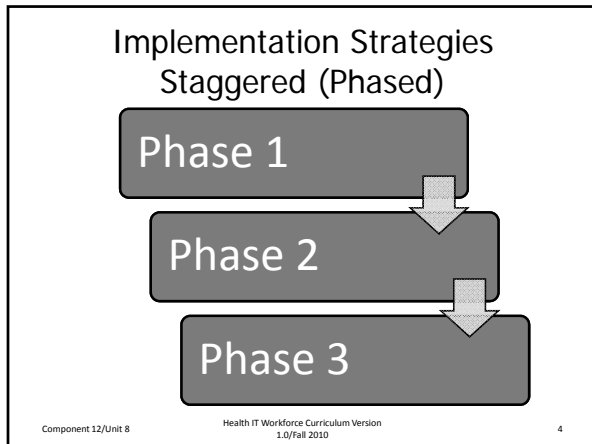 Implementation Strategies
Staggered (Phased)
Phase 1
Phase 2
Phase 3
Component 12/Unit 8
Health IT Workforce Curriculum Version
1.0/Fall 2010
4